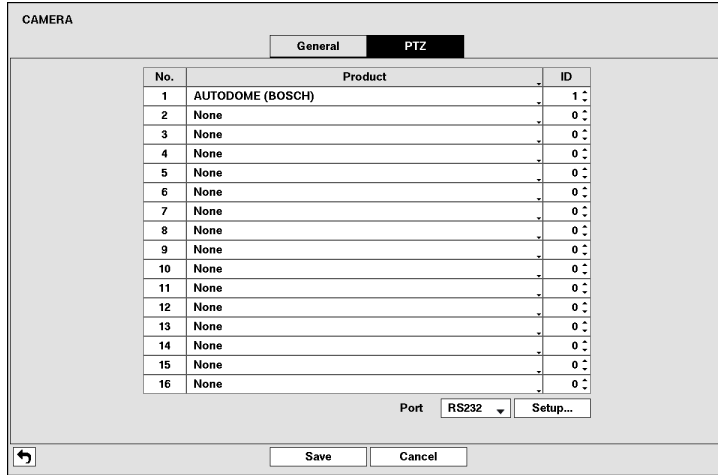 CAMERA
General PTZ
No. Product ID
1 AUTODOME (BOSCH) 1
2 None 0
3 None 0
4 None 0
5 None 0
6 None 0
7 None 0
8 None 0
9 None 0
10 None 0
11 None 0
12 None 0
13 None 0
14 None 0
15 None 0
16 None 0
Port RS232 Setup...
Save Cancel